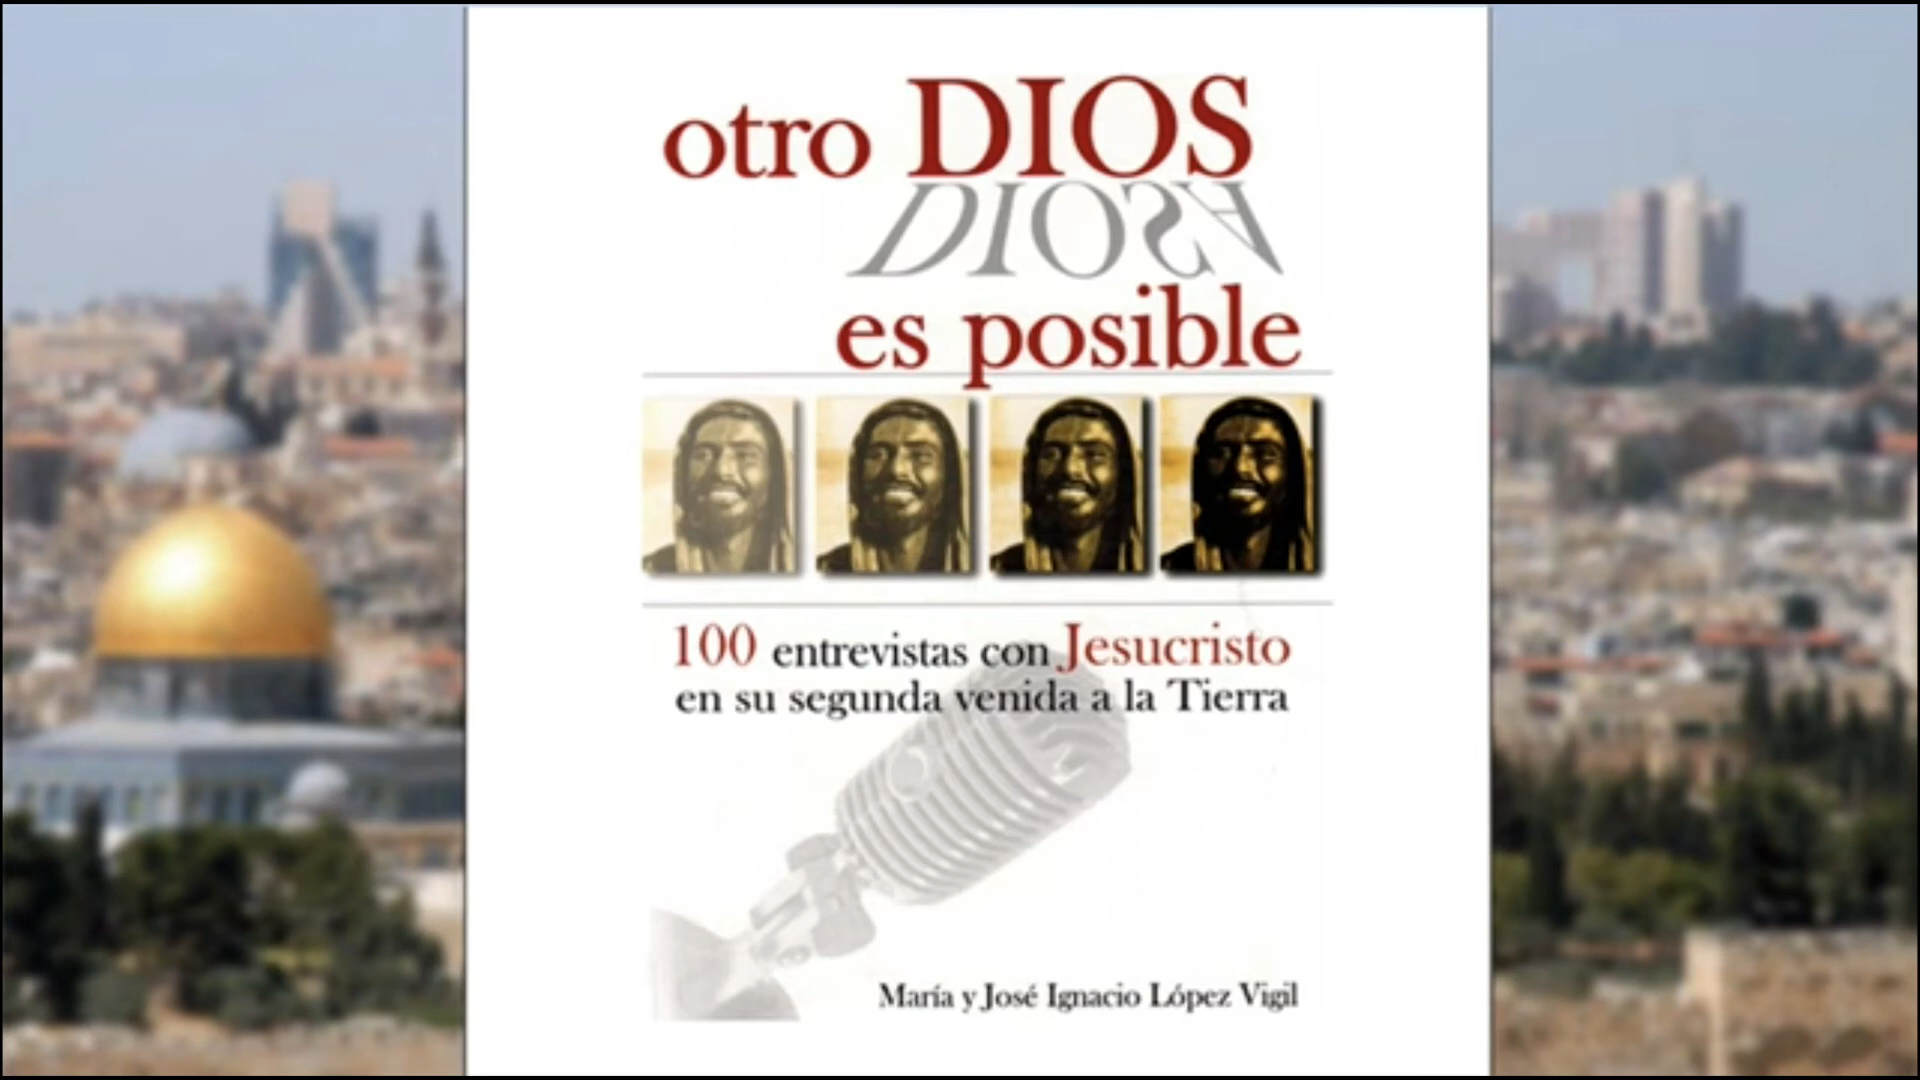 otro DIOS
DIOSA
es posible
100 entrevistas con Jesucristo
en su segunda venida a la Tierra
María y José Ignacio López Vigil